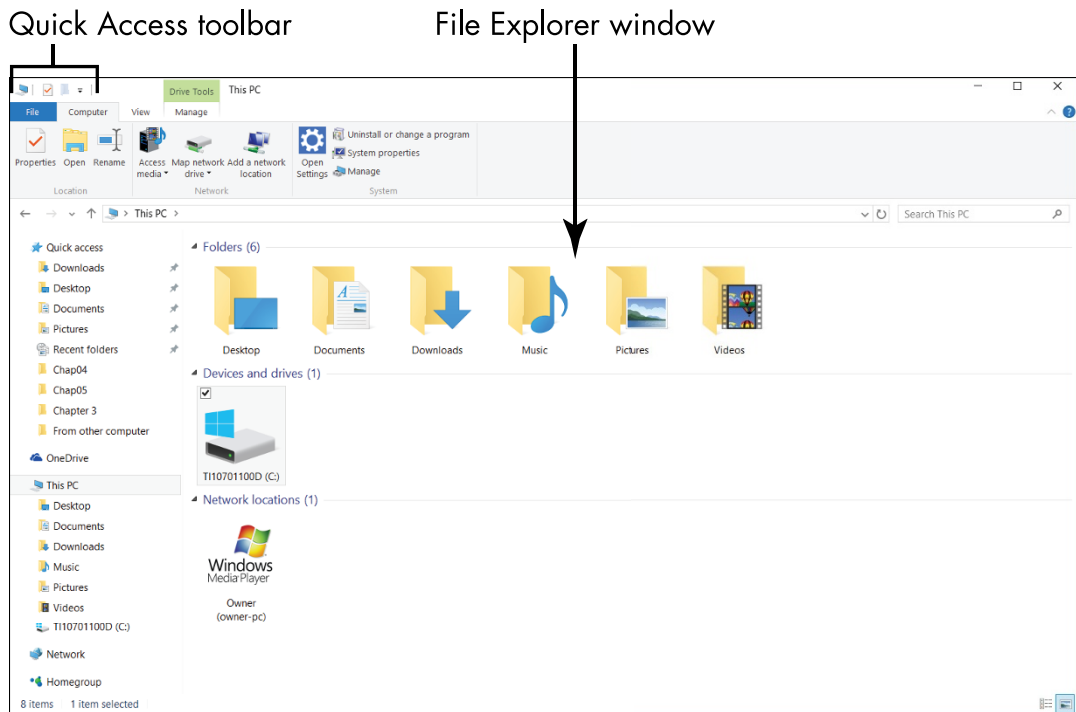 Quick Access toolbar
File Explorer window
Drive Tools
This PC
File
Computer
View
Manage
Properties
Open
Rename
Access media
Map network drive
Add a network location
Open Settings
Uninstall or change a program
System properties
Manage
Location
Network
System
This PC
Search This PC
Quick access
Downloads
Desktop
Documents
Pictures
Recent folders
Chap04
Chap05
Chapter 3
From other computer
OneDrive
This PC
Desktop
Documents
Downloads
Music
Pictures
Videos
TI10701100D (C:)
Network
Homegroup
Folders (6)
Desktop
Documents
Downloads
Music
Pictures
Videos
Devices and drives (1)
TI10701100D (C:)
Network locations (1)
Windows
Media Player
Owner
(owner-pc)
8 items
1 item selected